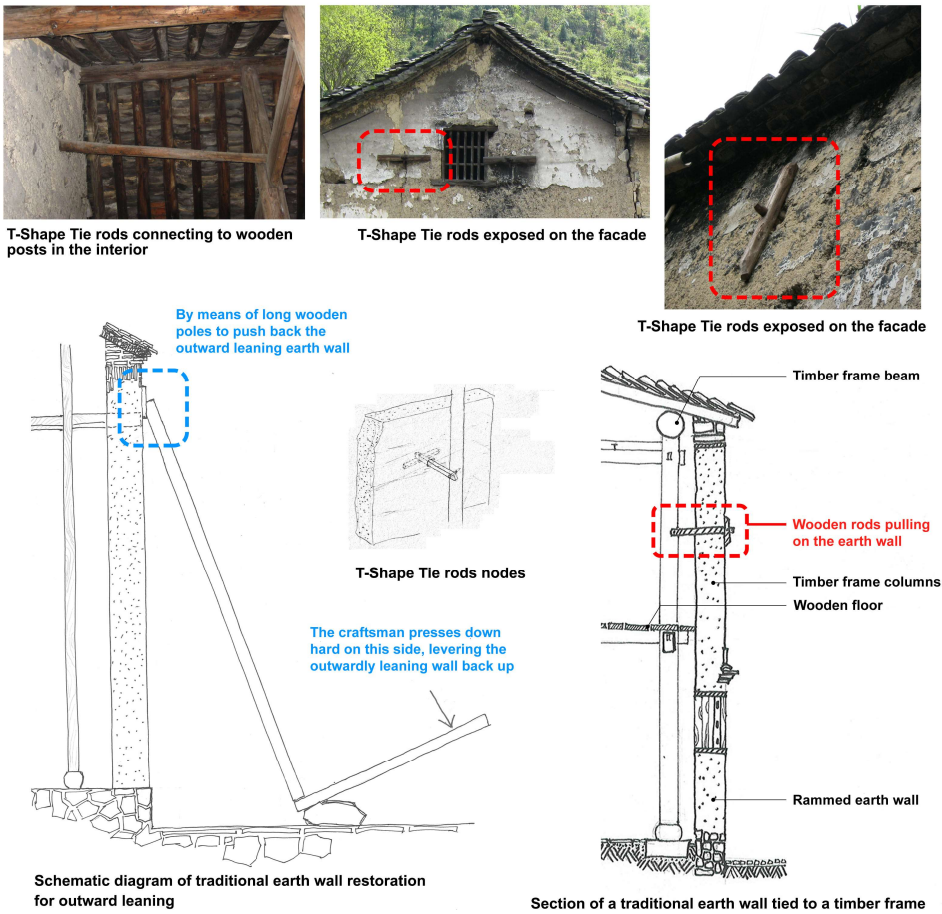 T-Shape Tie rods connecting to wooden
posts in the interior
T-Shape Tie rods exposed on the facade
T-Shape Tie rods exposed on the facade
By means of long wooden
poles to push back the
outward leaning earth wall
T-Shape Tie rods nodes
The craftsman presses down
hard on this side, levering the
outwardly leaning wall back up
Schematic diagram of traditional earth wall restoration
for outward leaning
Timber frame beam
Wooden rods pulling
on the earth wall
Timber frame columns
Wooden floor
Rammed earth wall
Section of a traditional earth wall tied to a timber frame